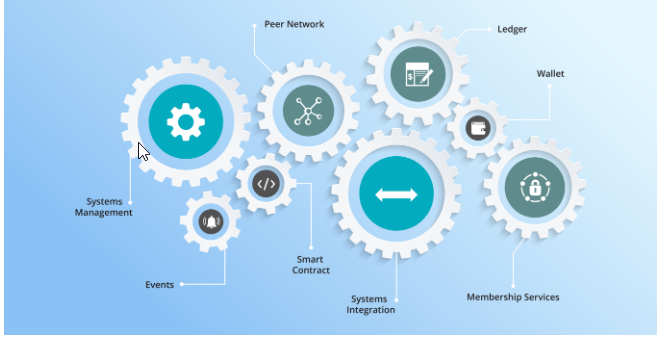 Peer Network
Ledger
Wallet
Systems
Management
Smart
Contract
Events
Systems
Integration
Membership Services
$